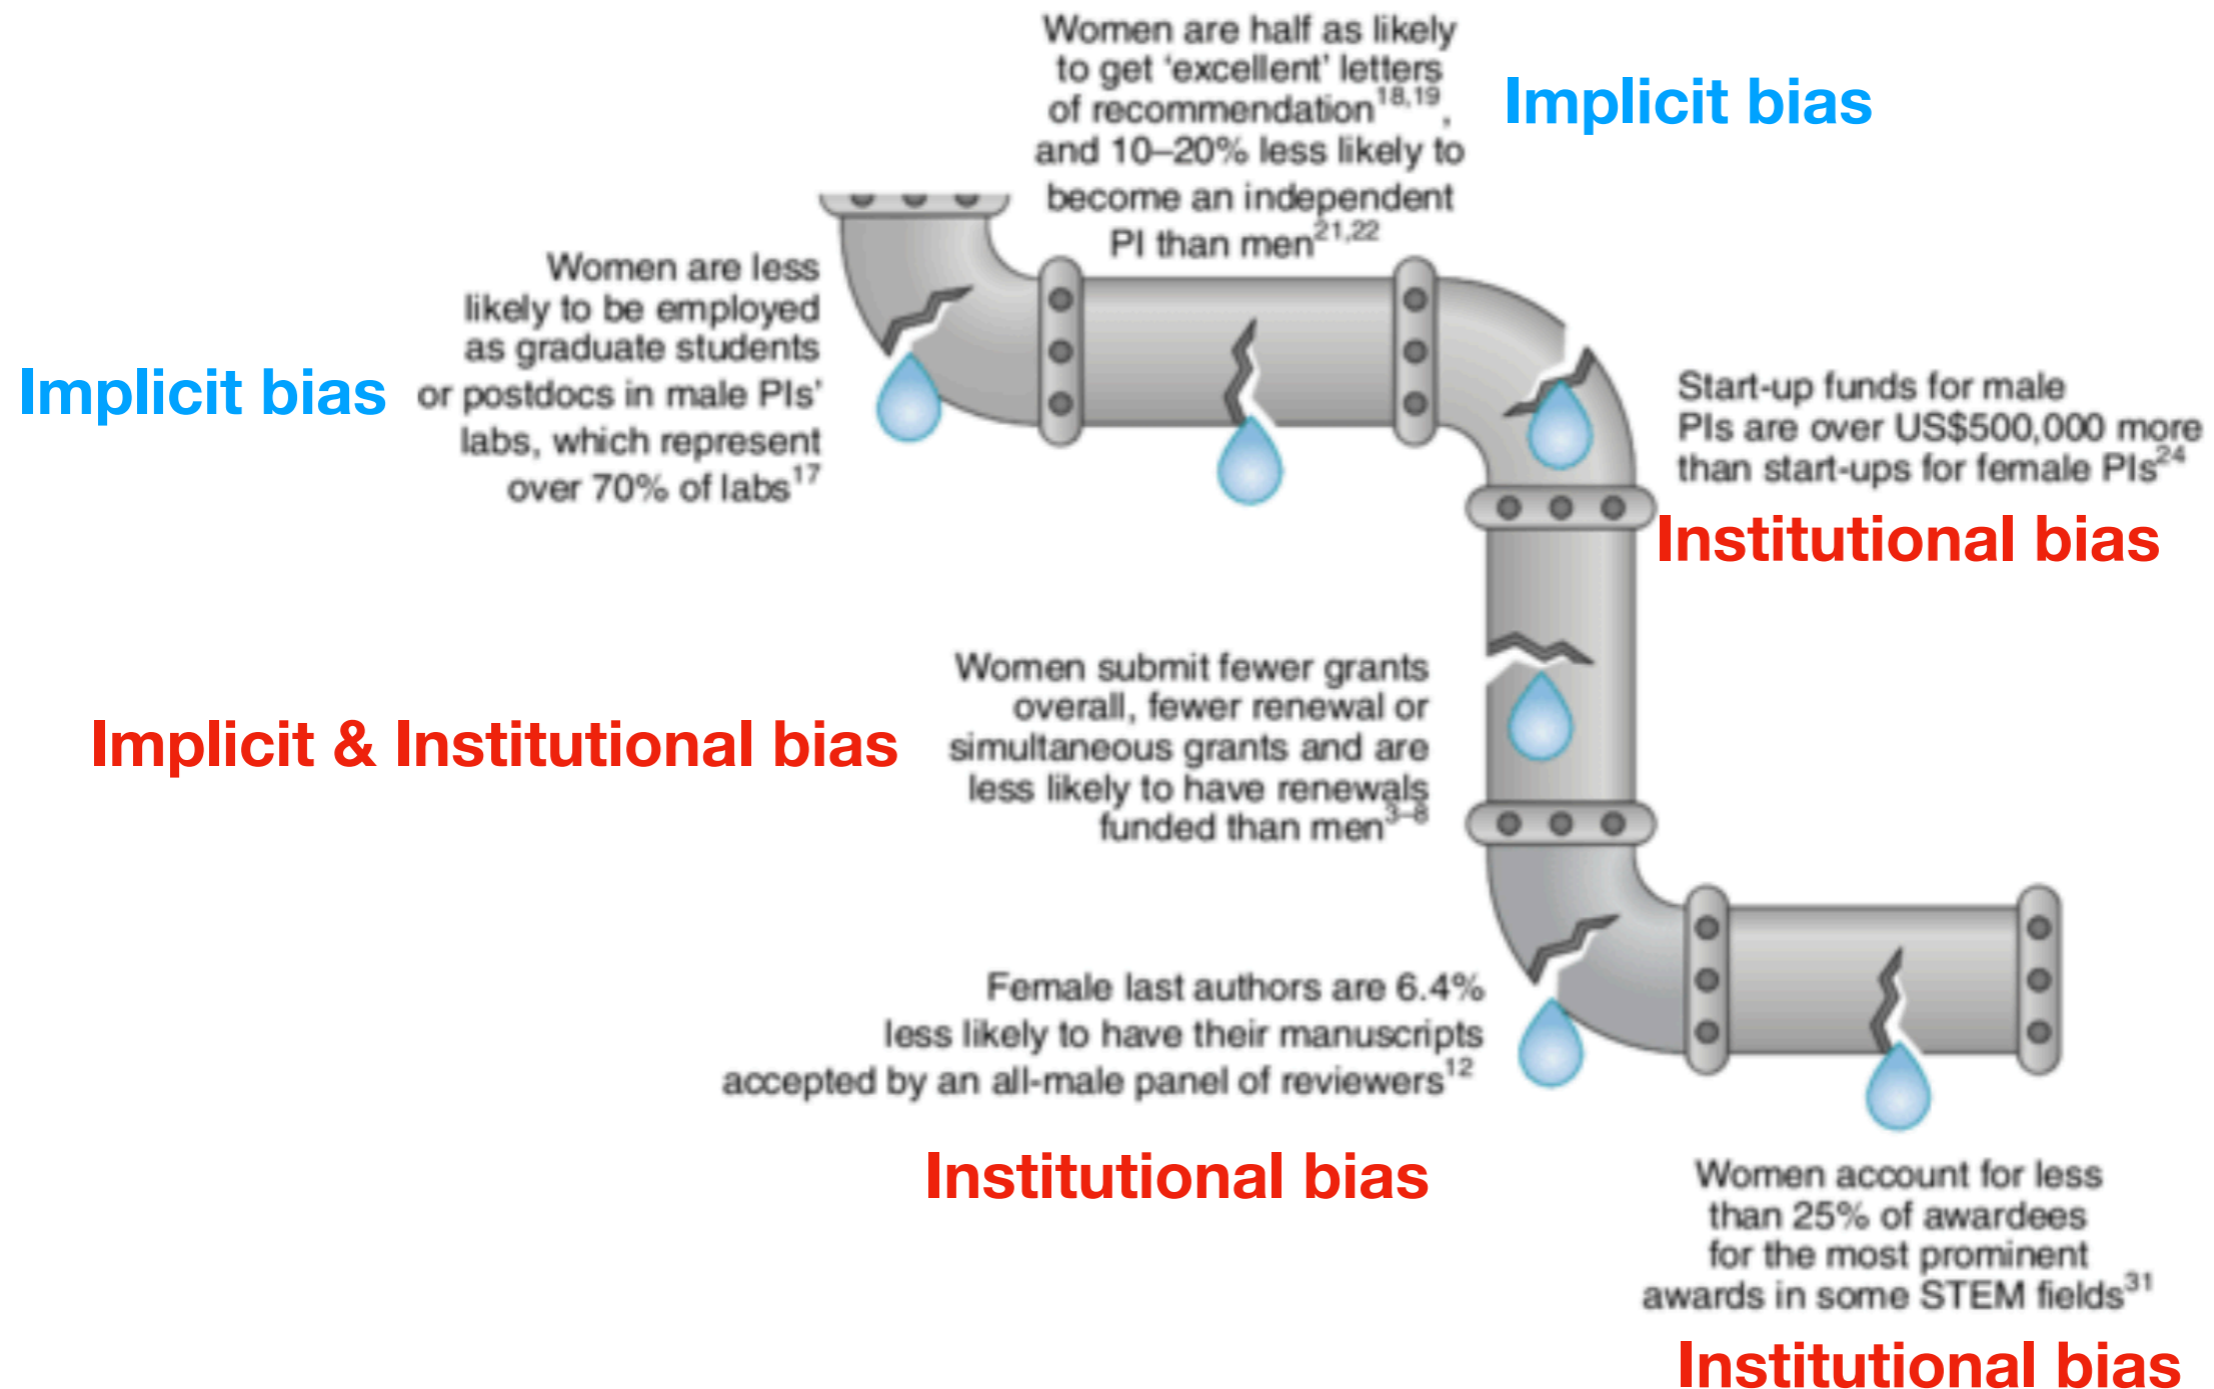 Women are half as likely
to get ‘excellent’ letters
of recommendation18,19,
and 10–20% less likely to
become an independent
PI than men21,22
Implicit bias
Women are less
likely to be employed
as graduate students
or postdocs in male PIs’
labs, which represent
over 70% of labs17
Implicit bias
Start-up funds for male
PIs are over US$500,000 more
than start-ups for female PIs24
Institutional bias
Women submit fewer grants
overall, fewer renewal or
simultaneous grants and are
less likely to have renewals
funded than men3–8
Implicit & Institutional bias
Female last authors are 6.4%
less likely to have their manuscripts
accepted by an all-male panel of reviewers12
Institutional bias
Women account for less
than 25% of awardees
for the most prominent
awards in some STEM fields31
Institutional bias